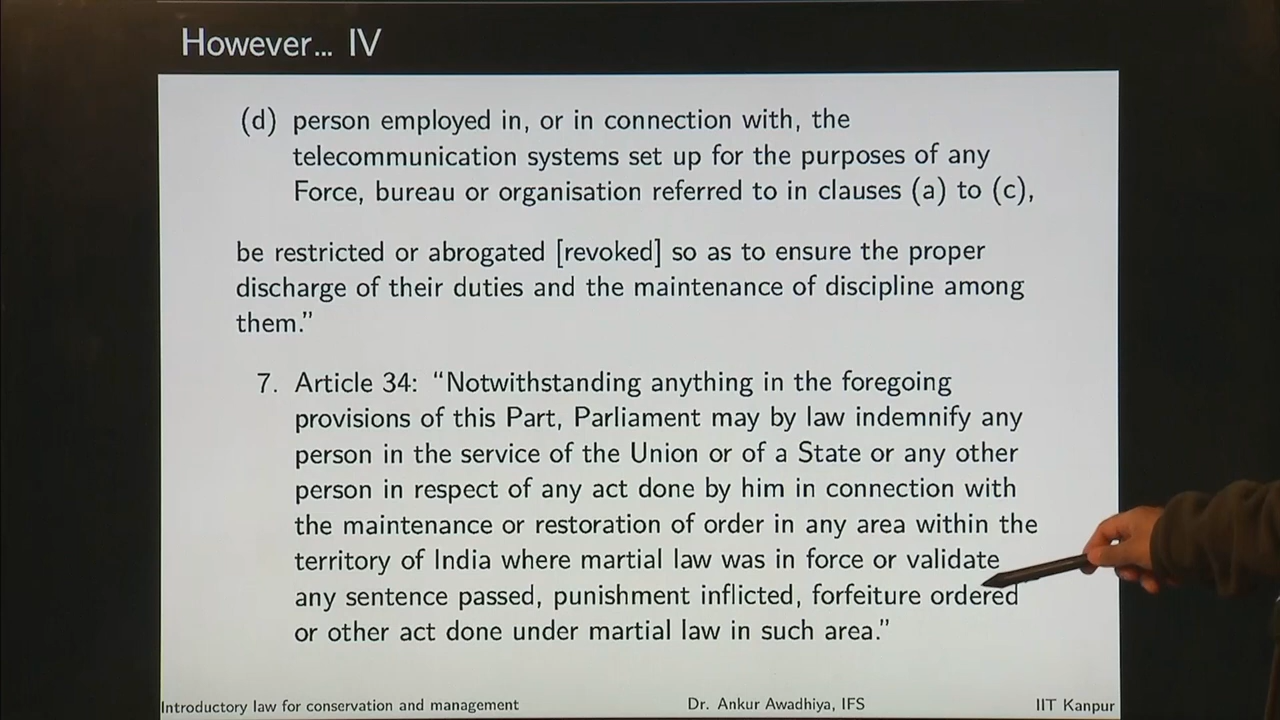 However... IV
(d) person employed in, or in connection with, the
telecommunication systems set up for the purposes of any
Force, bureau or organisation referred to in clauses (a) to (c),
be restricted or abrogated [revoked] so as to ensure the proper
discharge of their duties and the maintenance of discipline among
them.”
7. Article 34: “Notwithstanding anything in the foregoing
provisions of this Part, Parliament may by law indemnify any
person in the service of the Union or of a State or any other
person in respect of any act done by him in connection with
the maintenance or restoration of order in any area within the
territory of India where martial law was in force or validate
any sentence passed, punishment inflicted, forfeiture ordered
or other act done under martial law in such area.”
Introductory law for conservation and management Dr. Ankur Awadhiya, IFS IIT Kanpur